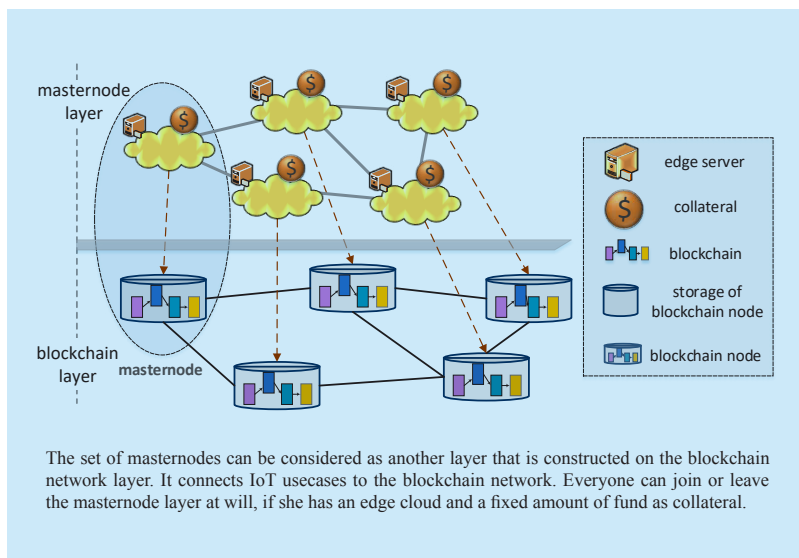 masternode
layer
$
$
$
$
$
edge server
$
collateral
blockchain
storage of
blockchain node
blockchain node
blockchain
layer
masternode
The set of masternodes can be considered as another layer that is constructed on the blockchain
network layer. It connects IoT usecases to the blockchain network. Everyone can join or leave
the masternode layer at will, if she has an edge cloud and a fixed amount of fund as collateral.